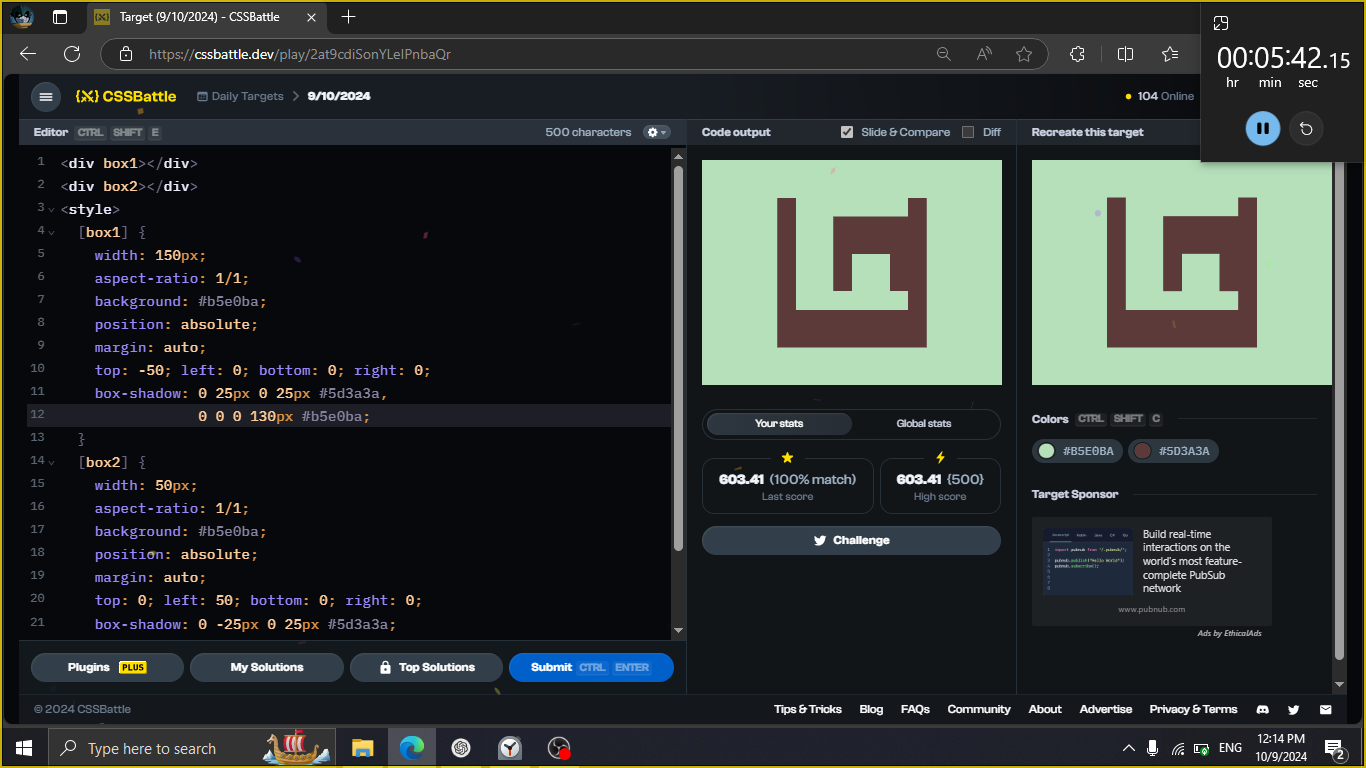 Target (9/10/2024) - CSSBattle
https://cssbattle.dev/play/2at9cdiSonYLeIPnbaQr
00:05:42.15
hr min sec
{X} CSSBattle Daily Targets > 9/10/2024
104 Online
Editor CTRL SHIFT E
500 characters
Code output
Slide & Compare
Diff
Recreate this target
1 <div box1></div>
2 <div box2></div>
3 <style>
4 [box1] {
5 width: 150px;
6 aspect-ratio: 1/1;
7 background: #b5e0ba;
8 position: absolute;
9 margin: auto;
10 top: -50; left: 0; bottom: 0; right: 0;
11 box-shadow: 0 25px 0 25px #5d3a3a,
12 0 0 0 130px #b5e0ba;
13 }
14 [box2] {
15 width: 50px;
16 aspect-ratio: 1/1;
17 background: #b5e0ba;
18 position: absolute;
19 margin: auto;
20 top: 0; left: 50; bottom: 0; right: 0;
21 box-shadow: 0 -25px 0 25px #5d3a3a;
Your stats
Global stats
603.41 (100% match)
Last score
603.41 {500}
High score
Challenge
Colors CTRL SHIFT C
#B5E0BA
#5D3A3A
Target Sponsor
Build real-time
interactions on the
world's most feature-
complete PubSub
network
www.pubnub.com
Ads by EthicalAds
Plugins PLUS
My Solutions
Top Solutions
Submit CTRL ENTER
© 2024 CSSBattle
Tips & Tricks
Blog
FAQs
Community
About
Advertise
Privacy & Terms
Type here to search
ENG
12:14 PM
10/9/2024
2